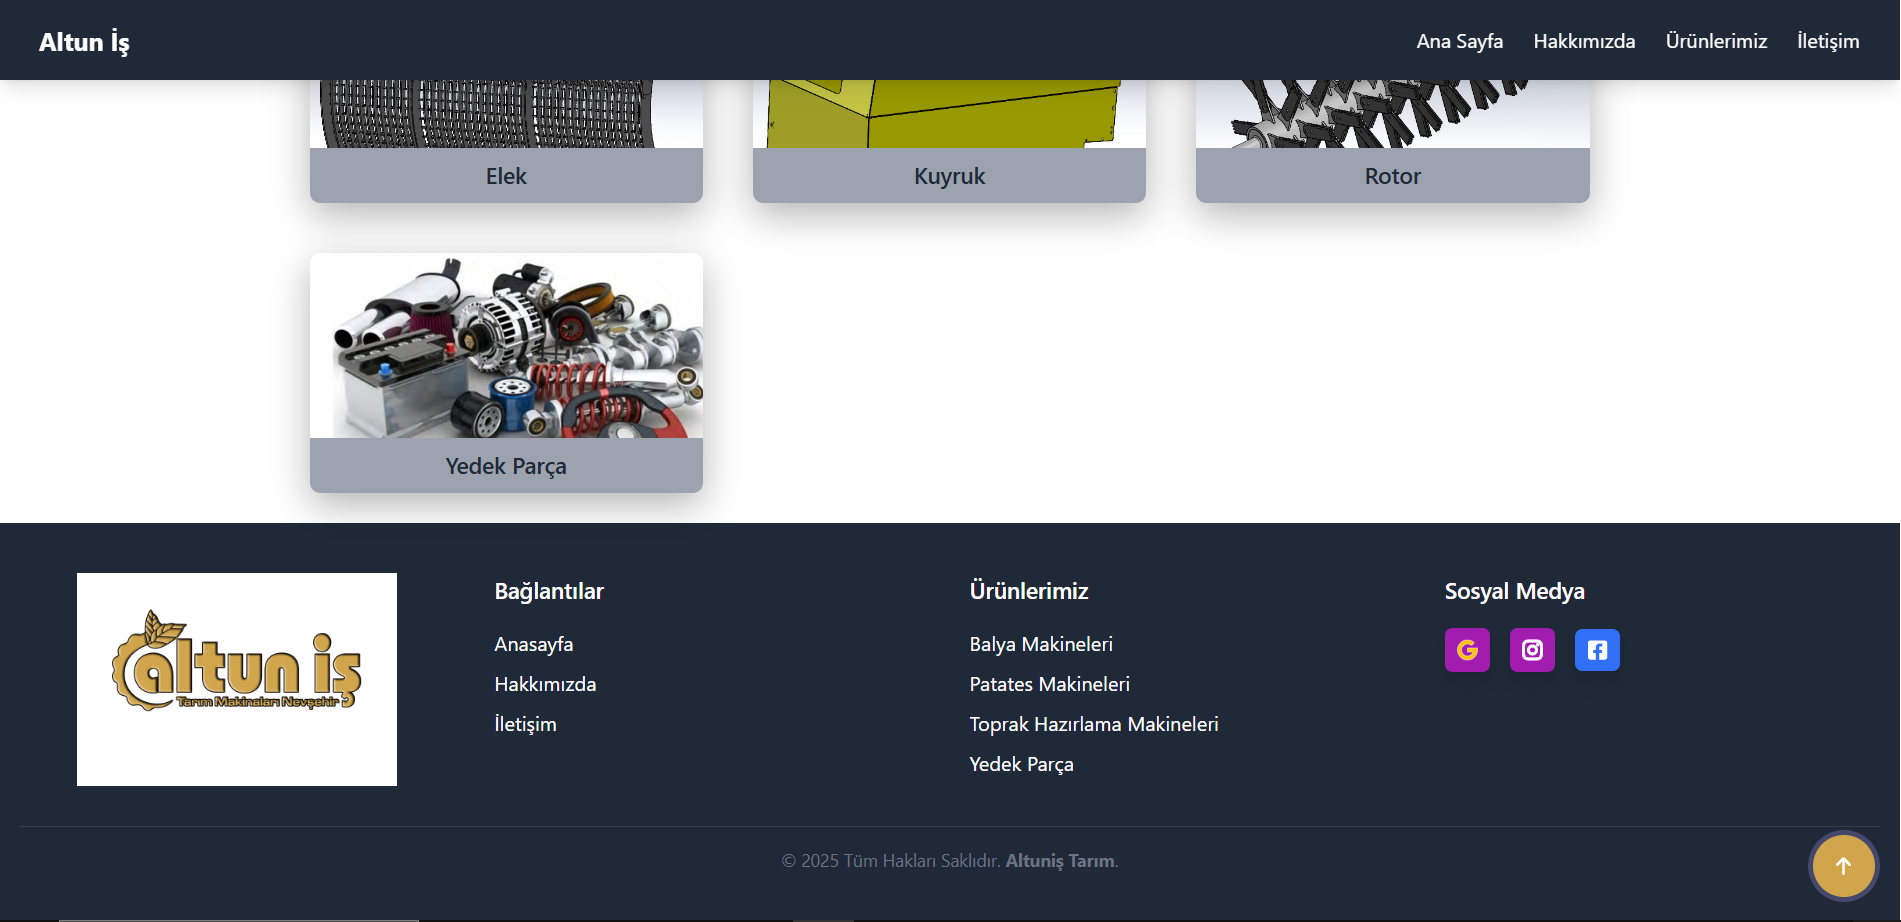 Altun İş
Ana Sayfa
Hakkımızda
Ürünlerimiz
İletişim
Elek
Kuyruk
Rotor
Yedek Parça
altun iş
Tarım Makinaları Nevşehir
Bağlantılar
Anasayfa
Hakkımızda
İletişim
Ürünlerimiz
Balya Makineleri
Patates Makineleri
Toprak Hazırlama Makineleri
Yedek Parça
Sosyal Medya
© 2025 Tüm Hakları Saklıdır. Altuniş Tarım.